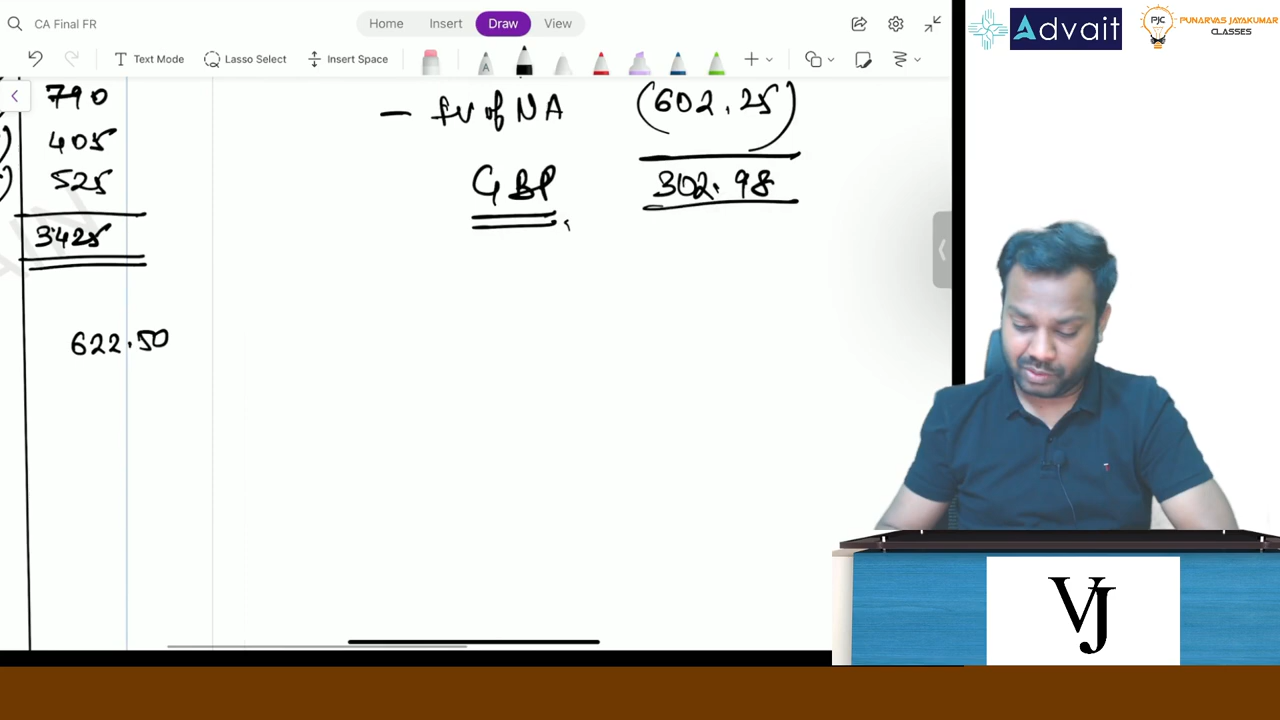 CA Final FR
Home Insert Draw View
Advait
PJC PUNARVAS JAYAKUMAR
CLASSES
Text Mode Lasso Select Insert Space
790
405
525
3425
622.50
— fv of NA (602.25)
GBP 302.98
VJ